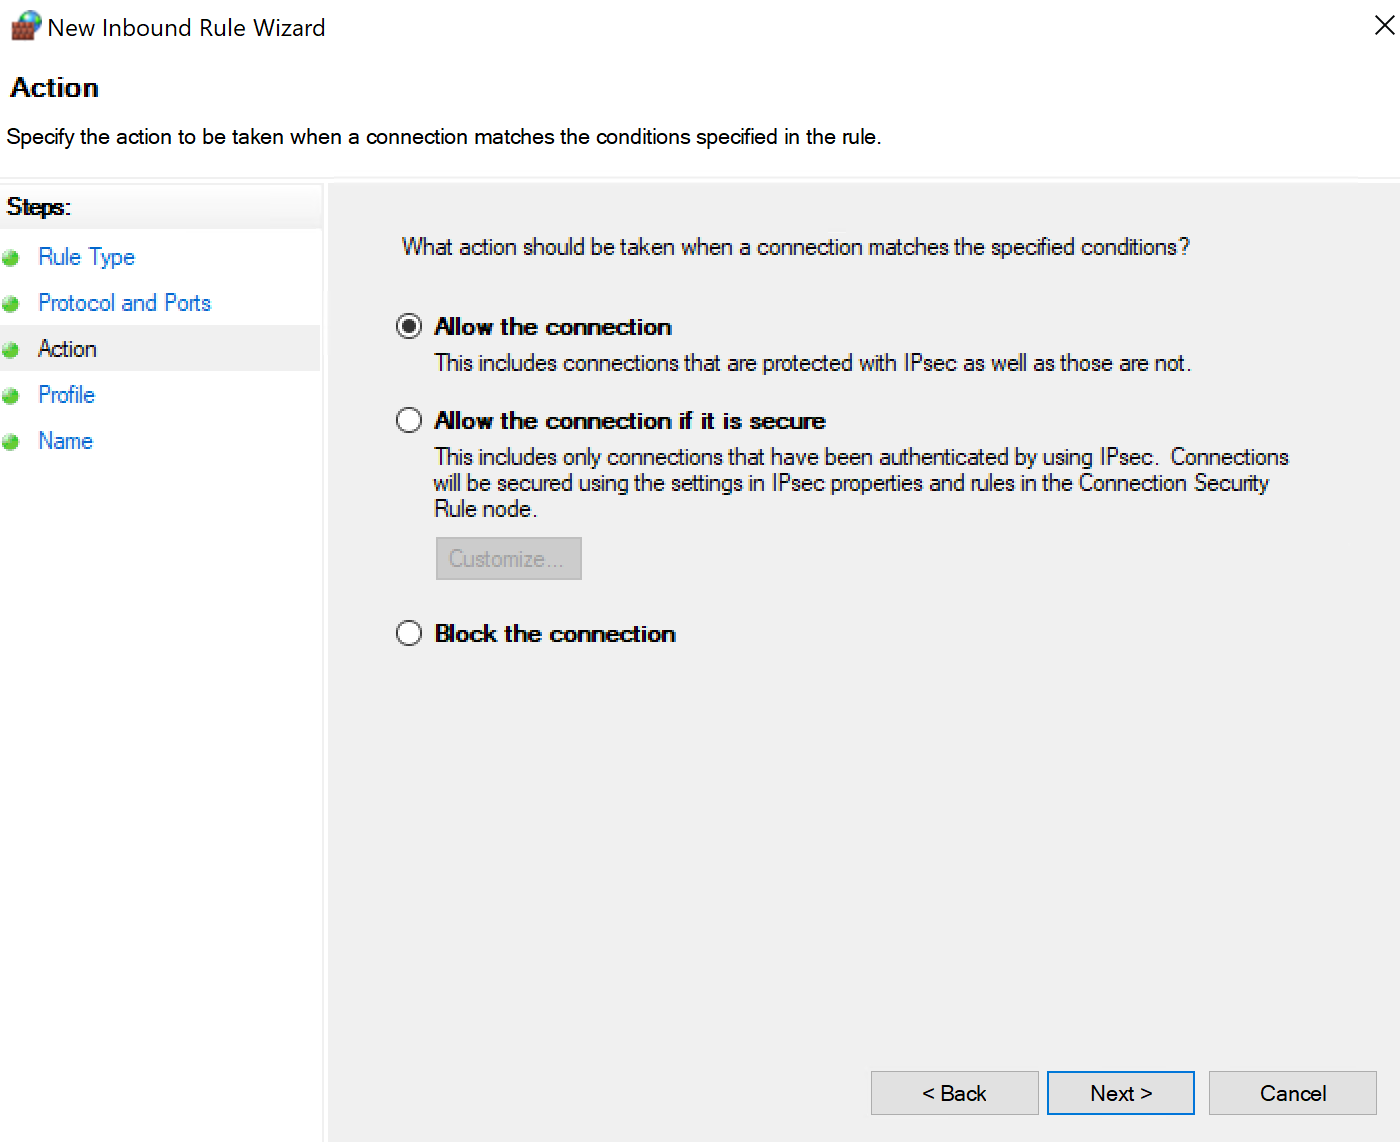 New Inbound Rule Wizard
Action
Specify the action to be taken when a connection matches the conditions specified in the rule.
Steps:
Rule Type
Protocol and Ports
Action
Profile
Name
What action should be taken when a connection matches the specified conditions?
Allow the connection
This includes connections that are protected with IPsec as well as those are not.
Allow the connection if it is secure
This includes only connections that have been authenticated by using IPsec.  Connections
will be secured using the settings in IPsec properties and rules in the Connection Security
Rule node.
Customize...
Block the connection
< Back
Next >
Cancel